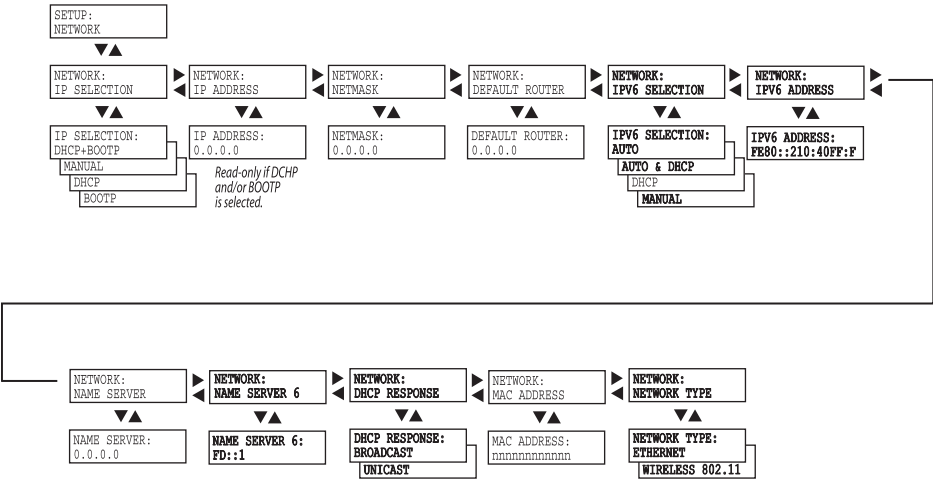 SETUP:
NETWORK
NETWORK:
IP SELECTION
NETWORK:
IP ADDRESS
NETWORK:
NETMASK
NETWORK:
DEFAULT ROUTER
NETWORK:
IPV6 SELECTION
NETWORK:
IPV6 ADDRESS
IP SELECTION:
DHCP+BOOTP
MANUAL
DHCP
BOOTP
IP ADDRESS:
0.0.0.0
Read-only if DCHP
and/or BOOTP
is selected.
NETMASK:
0.0.0.0
DEFAULT ROUTER:
0.0.0.0
IPV6 SELECTION:
AUTO
AUTO & DHCP
DHCP
MANUAL
IPV6 ADDRESS:
FE80::210:40FF:F
NETWORK:
NAME SERVER
NETWORK:
NAME SERVER 6
NETWORK:
DHCP RESPONSE
NETWORK:
MAC ADDRESS
NETWORK:
NETWORK TYPE
NAME SERVER:
0.0.0.0
NAME SERVER 6:
FD::1
DHCP RESPONSE:
BROADCAST
UNICAST
MAC ADDRESS:
nnnnnnnnnnnn
NETWORK TYPE:
ETHERNET
WIRELESS 802.11